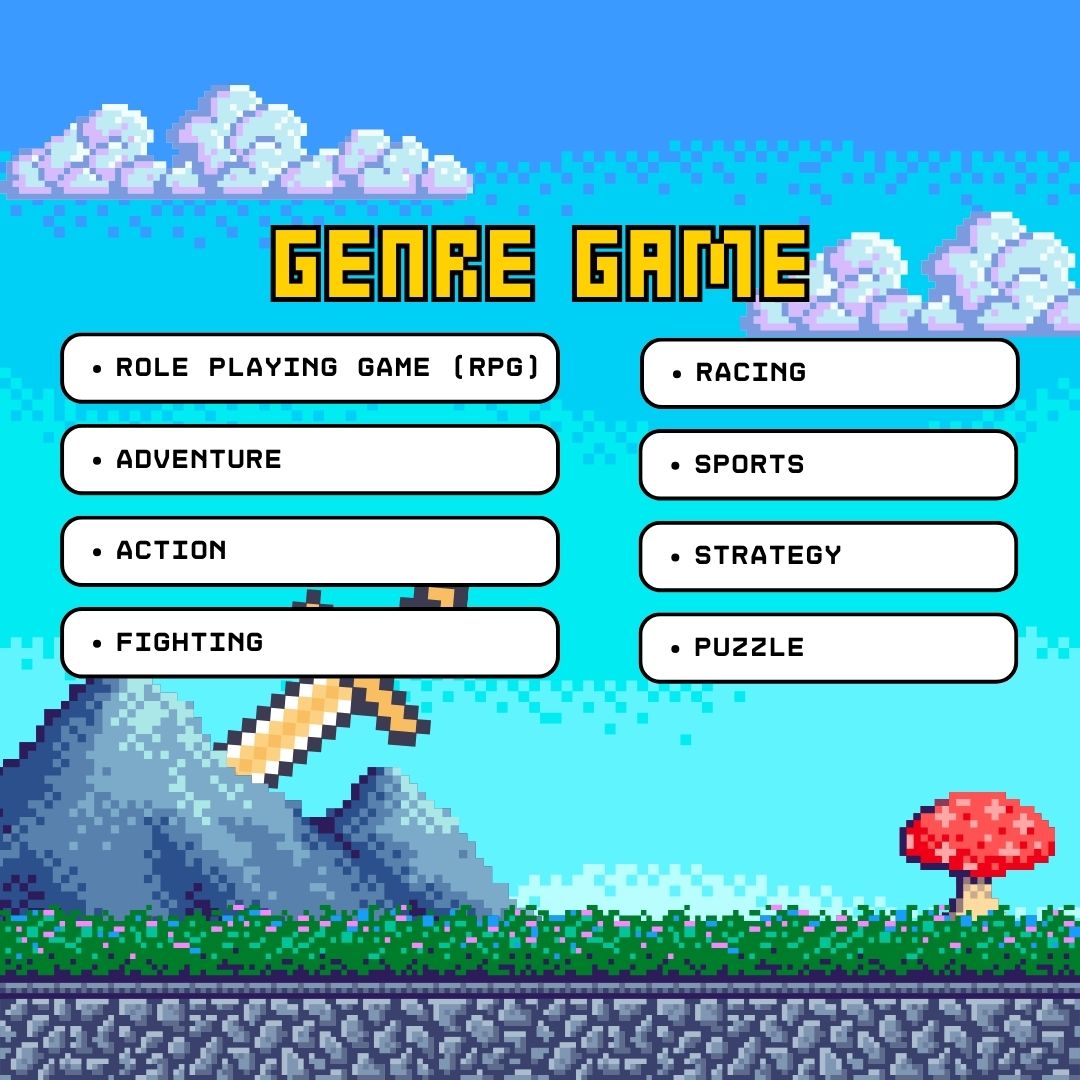 GENRE GAME
• ROLE PLAYING GAME (RPG)
• ADVENTURE
• ACTION
• FIGHTING
• RACING
• SPORTS
• STRATEGY
• PUZZLE